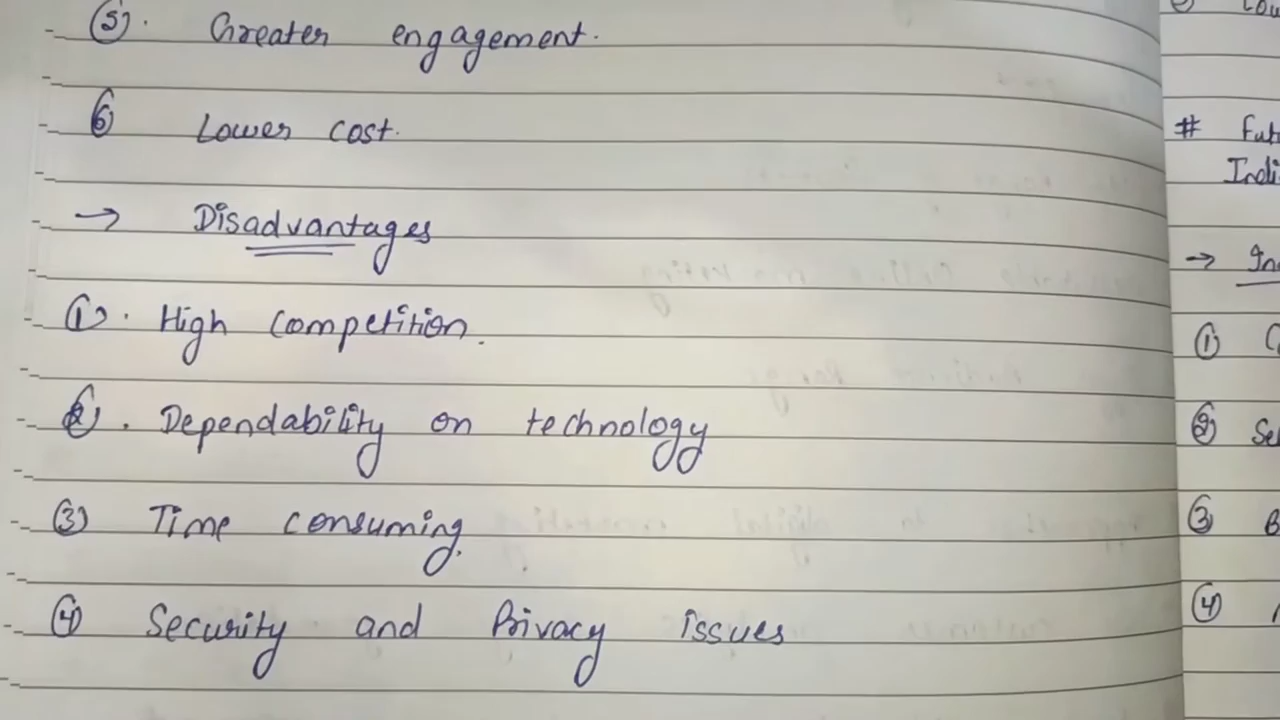 (5). Greater engagement.
(6) Lower cost.
→ Disadvantages
(1). High Competition.
(2). Dependability on technology
(3) Time consuming.
(4) Security and Privacy issues
#
→
(1)
(2)
(3)
(4)